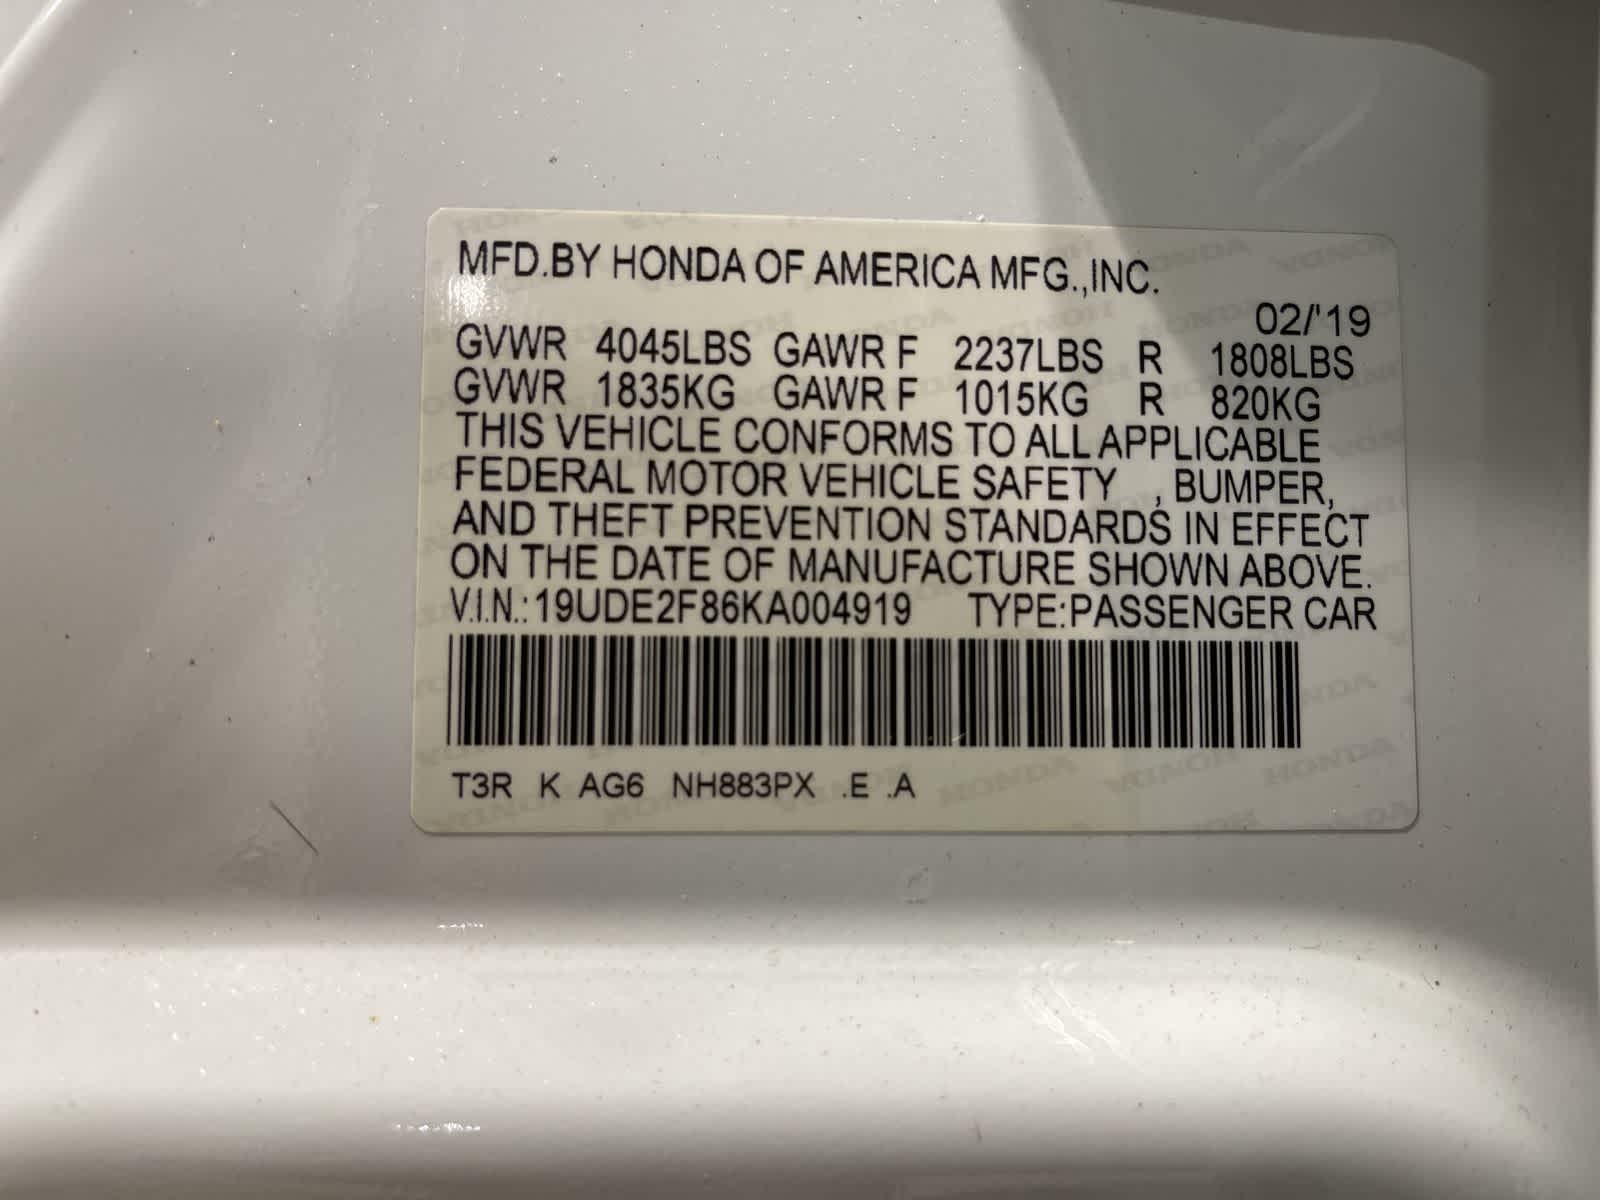 MFD.BY HONDA OF AMERICA MFG.,INC.
02/'19
GVWR 4045LBS GAWR F 2237LBS R 1808LBS
GVWR 1835KG GAWR F 1015KG R 820KG
THIS VEHICLE CONFORMS TO ALL APPLICABLE
FEDERAL MOTOR VEHICLE SAFETY , BUMPER,
AND THEFT PREVENTION STANDARDS IN EFFECT
ON THE DATE OF MANUFACTURE SHOWN ABOVE.
V.I.N.: 19UDE2F86KA004919 TYPE:PASSENGER CAR
T3R K AG6 NH883PX .E .A